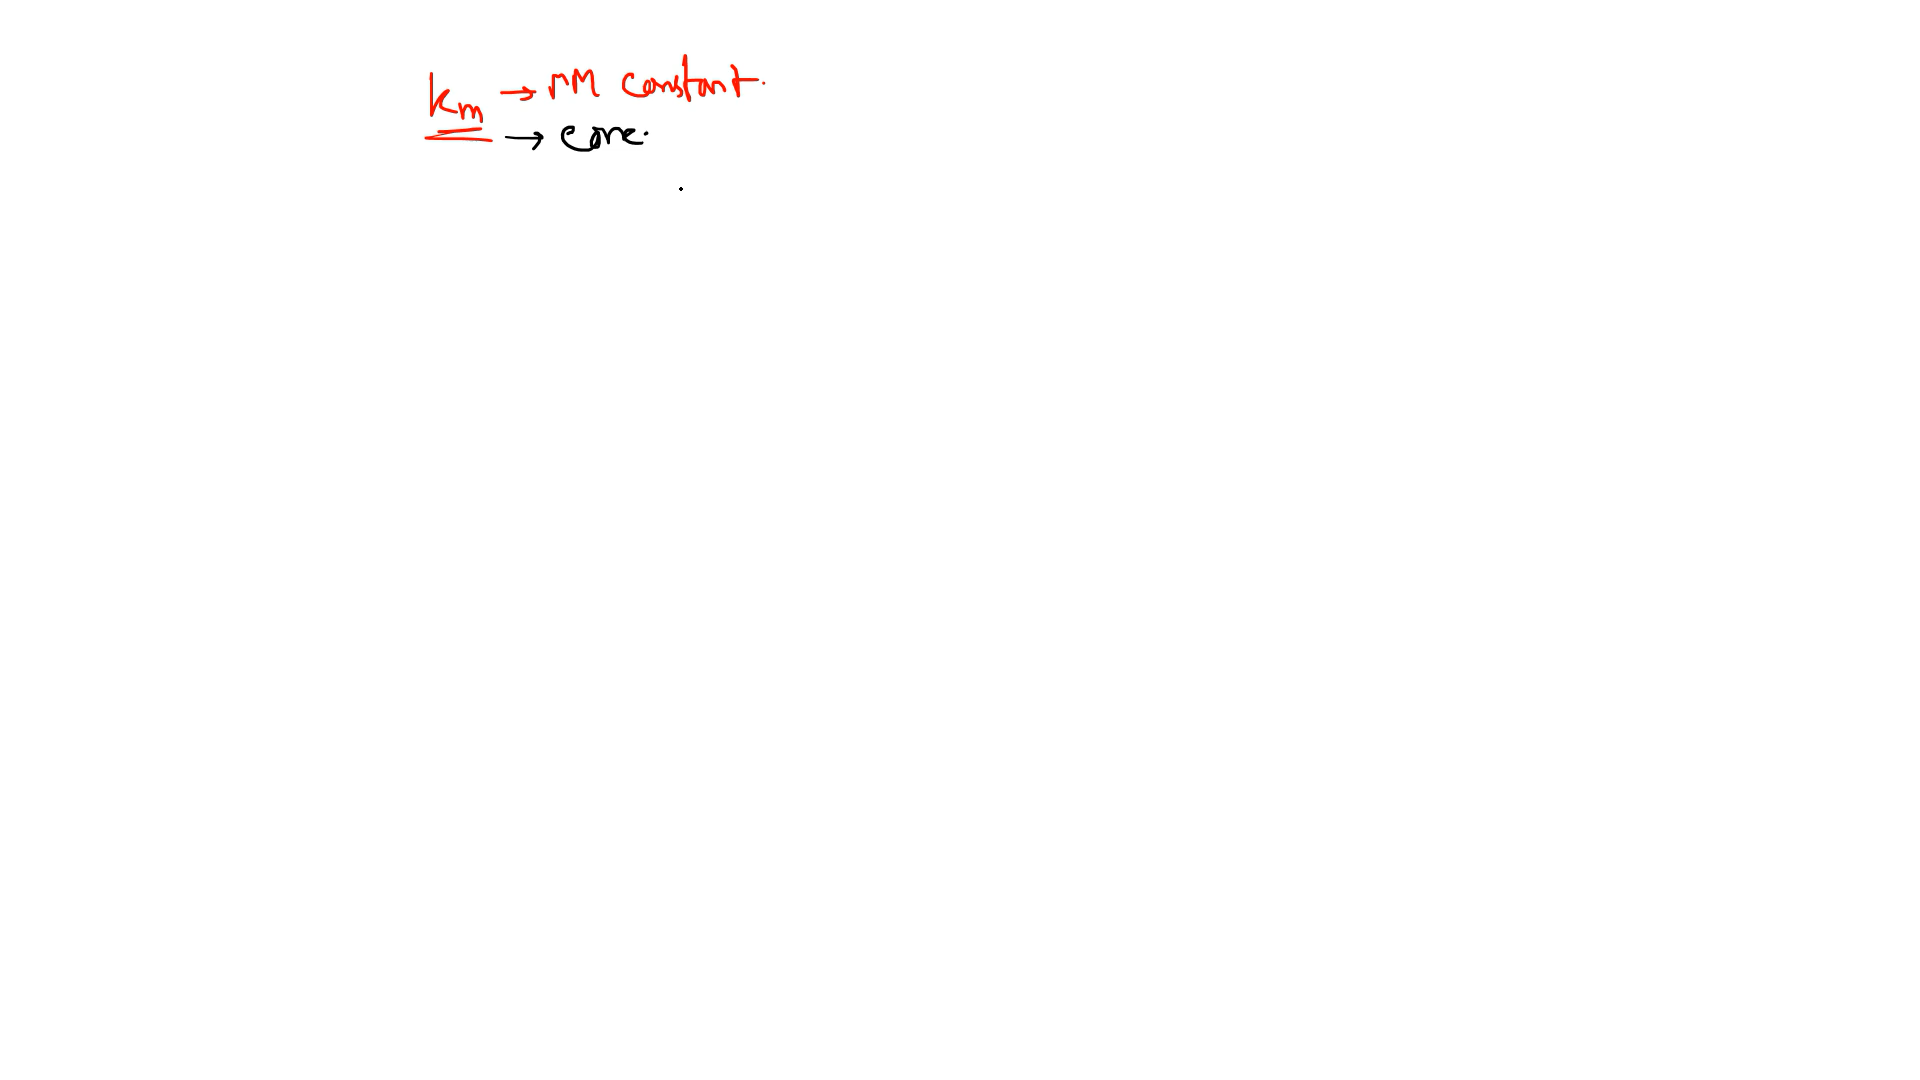 Km → MM constant.
→ conc.